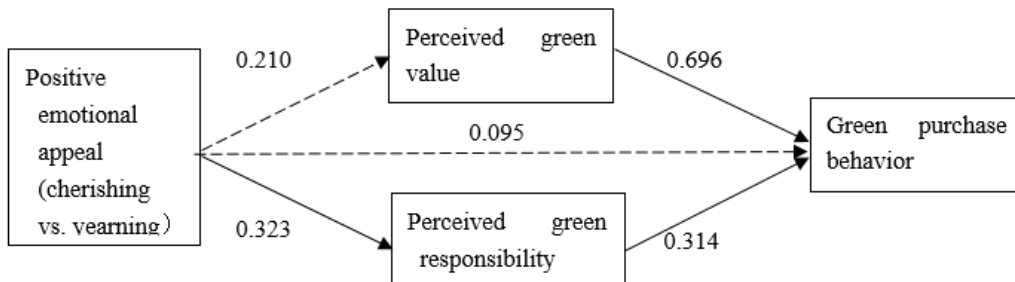 Positive
emotional
appeal
(cherishing
vs. yearning）
0.210
0.323
Perceived green
value
0.095
Perceived green
responsibility
0.696
0.314
Green purchase
behavior